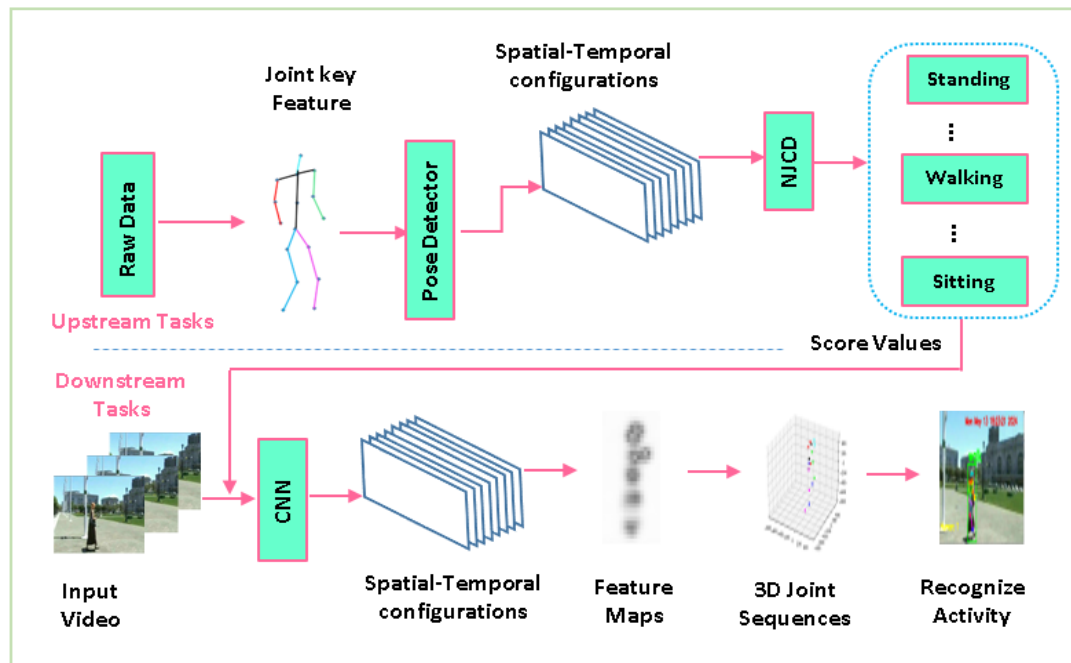 Spatial-Temporal
configurations
Joint key
Feature
Raw Data
Pose Detector
NJCD
Standing
Walking
Sitting
Upstream Tasks
Score Values
Downstream
Tasks
CNN
Input
Video
Spatial-Temporal
configurations
Feature
Maps
3D Joint
Sequences
Recognize
Activity